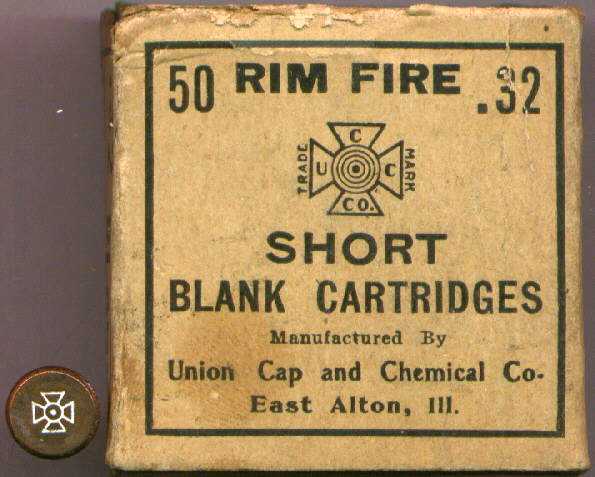 50 RIM FIRE .32
C
TRADE U C MARK
CO.
SHORT
BLANK CARTRIDGES
Manufactured By
Union Cap and Chemical Co.
East Alton, Ill.